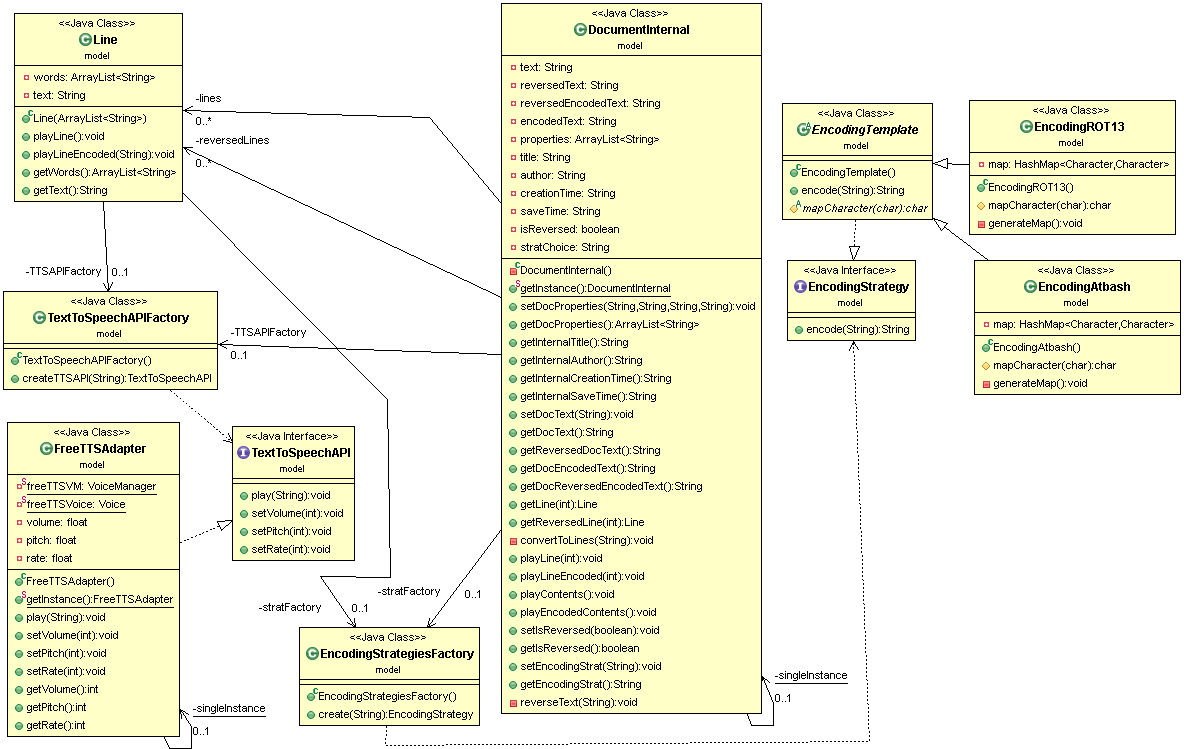 <<Java Class>>
Line
model
words: ArrayList<String>
text: String
Line(ArrayList<String>)
playLine():void
playLineEncoded(String):void
getWords():ArrayList<String>
getText():String
-lines
0..*
-reversedLines
0..*
-TTSAPIFactory
0..1
<<Java Class>>
TextToSpeechAPIFactory
model
TextToSpeechAPIFactory()
createTTSAPI(String):TextToSpeechAPI
-TTSAPIFactory
0..1
<<Java Class>>
FreeTTSAdapter
model
freeTTSVM: VoiceManager
freeTTSVoice: Voice
volume: float
pitch: float
rate: float
FreeTTSAdapter()
getInstance():FreeTTSAdapter
play(String):void
setVolume(int):void
setPitch(int):void
setRate(int):void
getVolume():int
getPitch():int
getRate():int
-singleInstance
0..1
<<Java Interface>>
TextToSpeechAPI
model
play(String):void
setVolume(int):void
setPitch(int):void
setRate(int):void
-stratFactory
0..1
-stratFactory
0..1
<<Java Class>>
EncodingStrategiesFactory
model
EncodingStrategiesFactory()
create(String):EncodingStrategy
<<Java Class>>
DocumentInternal
model
text: String
reversedText: String
reversedEncodedText: String
encodedText: String
properties: ArrayList<String>
title: String
author: String
creationTime: String
saveTime: String
isReversed: boolean
stratChoice: String
DocumentInternal()
getInstance():DocumentInternal
setDocProperties(String,String,String,String):void
getDocProperties():ArrayList<String>
getInternalTitle():String
getInternalAuthor():String
getInternalCreationTime():String
getInternalSaveTime():String
setDocText(String):void
getDocText():String
getReversedDocText():String
getDocEncodedText():String
getDocReversedEncodedText():String
getLine(int):Line
getReversedLine(int):Line
convertToLines(String):void
playLine(int):void
playLineEncoded(int):void
playContents():void
playEncodedContents():void
setIsReversed(boolean):void
getIsReversed():boolean
setEncodingStrat(String):void
getEncodingStrat():String
reverseText(String):void
-singleInstance
0..1
<<Java Class>>
EncodingTemplate
model
EncodingTemplate()
encode(String):String
mapCharacter(char):char
<<Java Interface>>
EncodingStrategy
model
encode(String):String
<<Java Class>>
EncodingROT13
model
map: HashMap<Character,Character>
EncodingROT13()
mapCharacter(char):char
generateMap():void
<<Java Class>>
EncodingAtbash
model
map: HashMap<Character,Character>
EncodingAtbash()
mapCharacter(char):char
generateMap():void